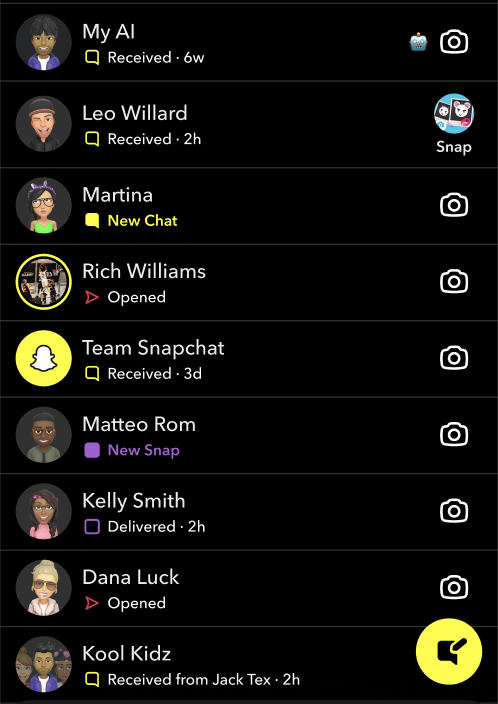 My AI
Received · 6w
Leo Willard
Received · 2h
Snap
Martina
New Chat
Rich Williams
Opened
Team Snapchat
Received · 3d
Matteo Rom
New Snap
Kelly Smith
Delivered · 2h
Dana Luck
Opened
Kool Kidz
Received from Jack Tex · 2h